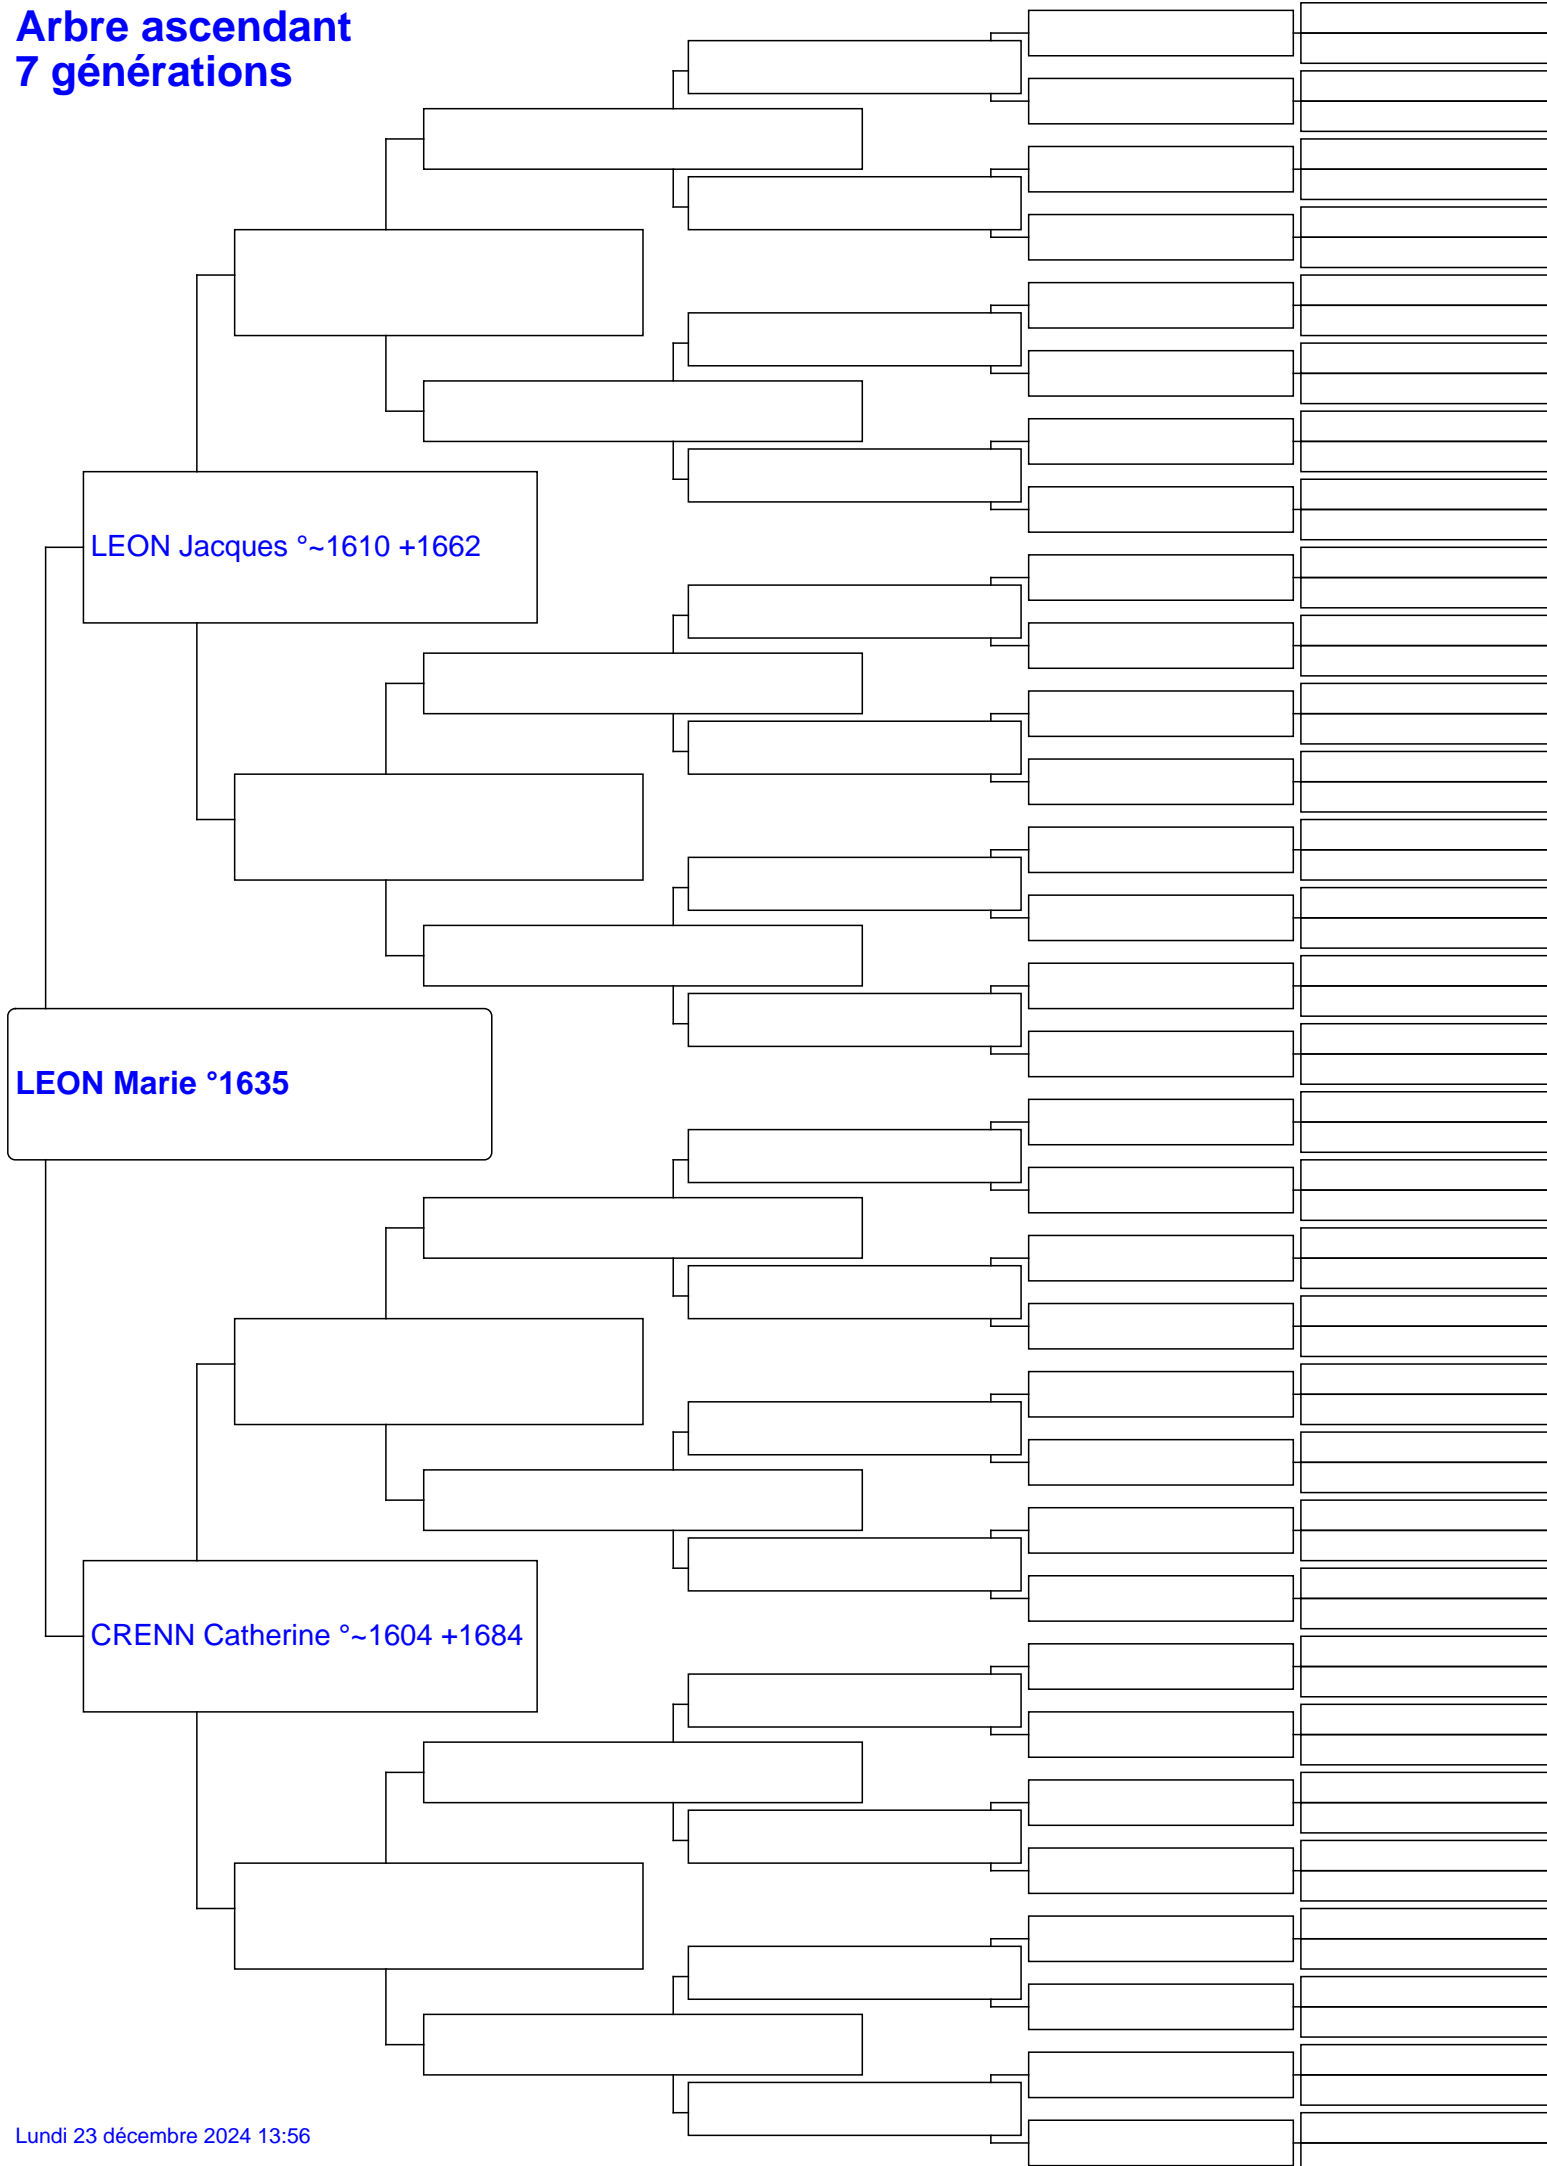 Arbre ascendant
7 générations
LEON Jacques °~1610 +1662
LEON Marie °1635
CRENN Catherine °~1604 +1684
Lundi 23 décembre 2024 13:56